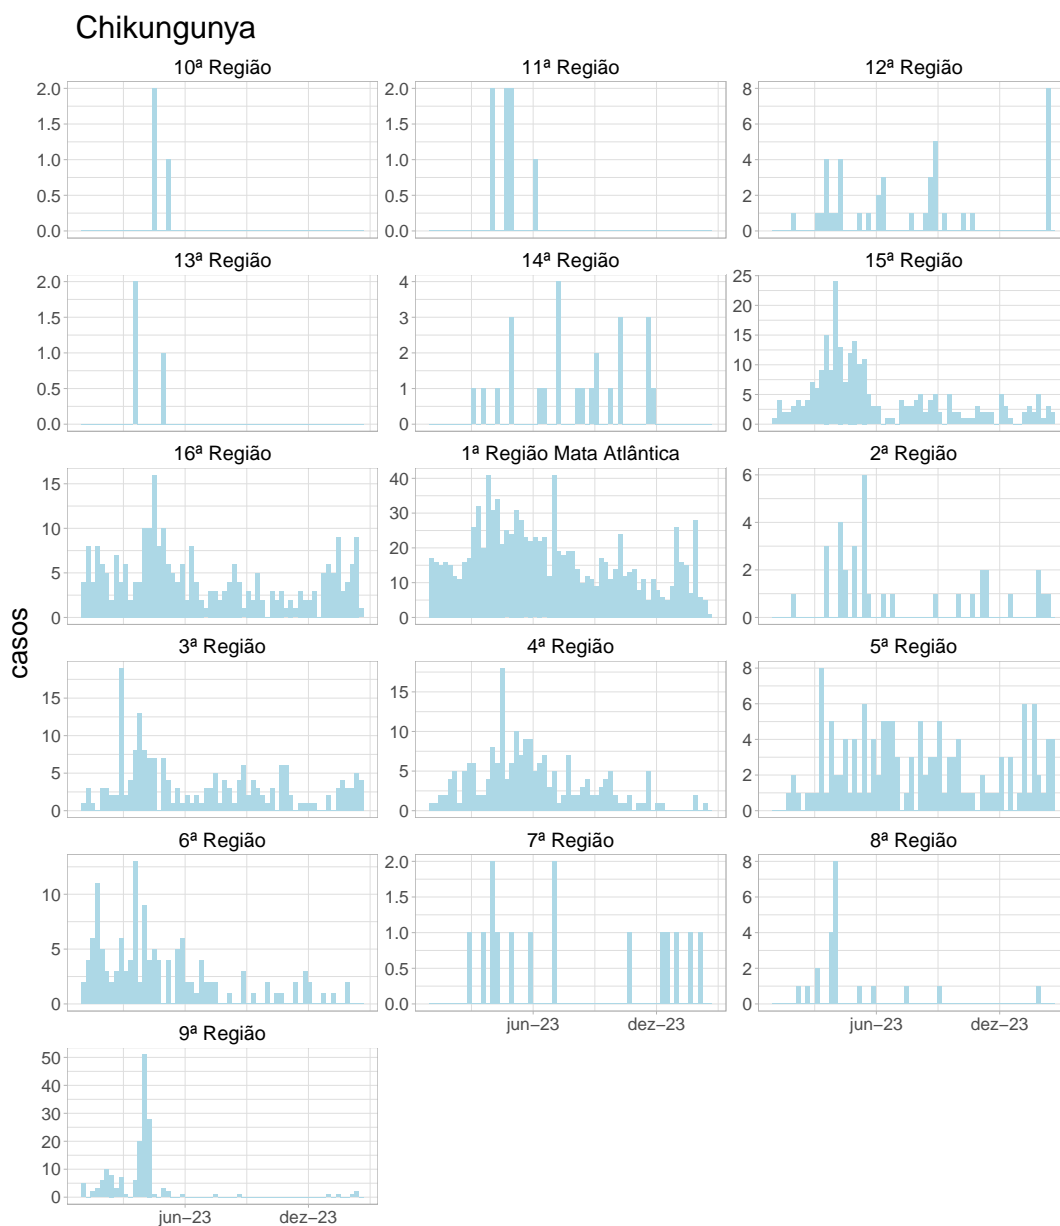 Chikungunya
10ª Região 11ª Região 12ª Região
2.0 2.0 8
1.5 1.5 6
1.0 1.0 4
0.5 0.5 2
0.0 0.0 0
13ª Região 14ª Região 15ª Região
2.0 4 25
1.5 3 20
1.0 2 15
0.5 1 10
0.0 0 5
0
16ª Região 1ª Região Mata Atlântica 2ª Região
15 40 6
10 30 4
5 20 2
0 10 0
0
casos
3ª Região 4ª Região 5ª Região
15 15 8
10 10 6
5 5 4
0 0 2
0
6ª Região 7ª Região 8ª Região
10 2.0 8
5 1.5 6
0 1.0 4
0.5 2
0.0 0
jun−23 dez−23 jun−23 dez−23
9ª Região
50
40
30
20
10
0
jun−23 dez−23